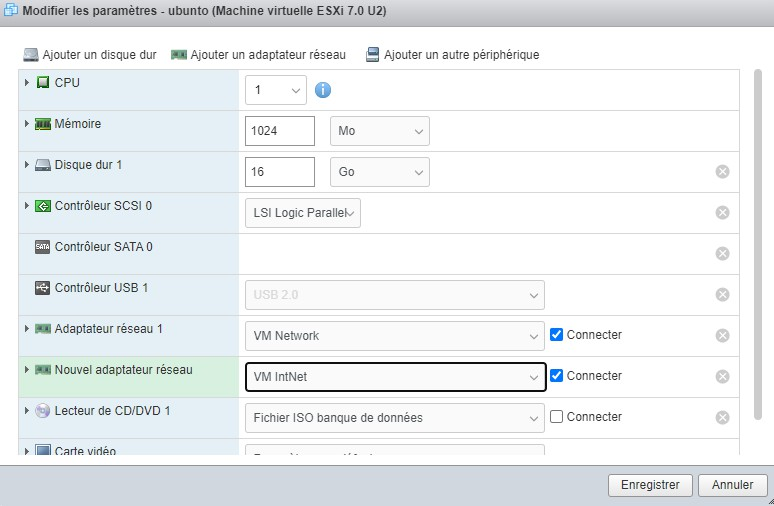 Modifier les paramètres - ubunto (Machine virtuelle ESXi 7.0 U2)
Ajouter un disque dur Ajouter un adaptateur réseau Ajouter un autre périphérique
CPU 1 i
Mémoire 1024 Mo
Disque dur 1 16 Go
Contrôleur SCSI 0 LSI Logic Parallel
SATA Contrôleur SATA 0
Contrôleur USB 1 USB 2.0
Adaptateur réseau 1 VM Network Connecter
Nouvel adaptateur réseau VM IntNet Connecter
Lecteur de CD/DVD 1 Fichier ISO banque de données Connecter
Carte vidéo
Enregistrer Annuler